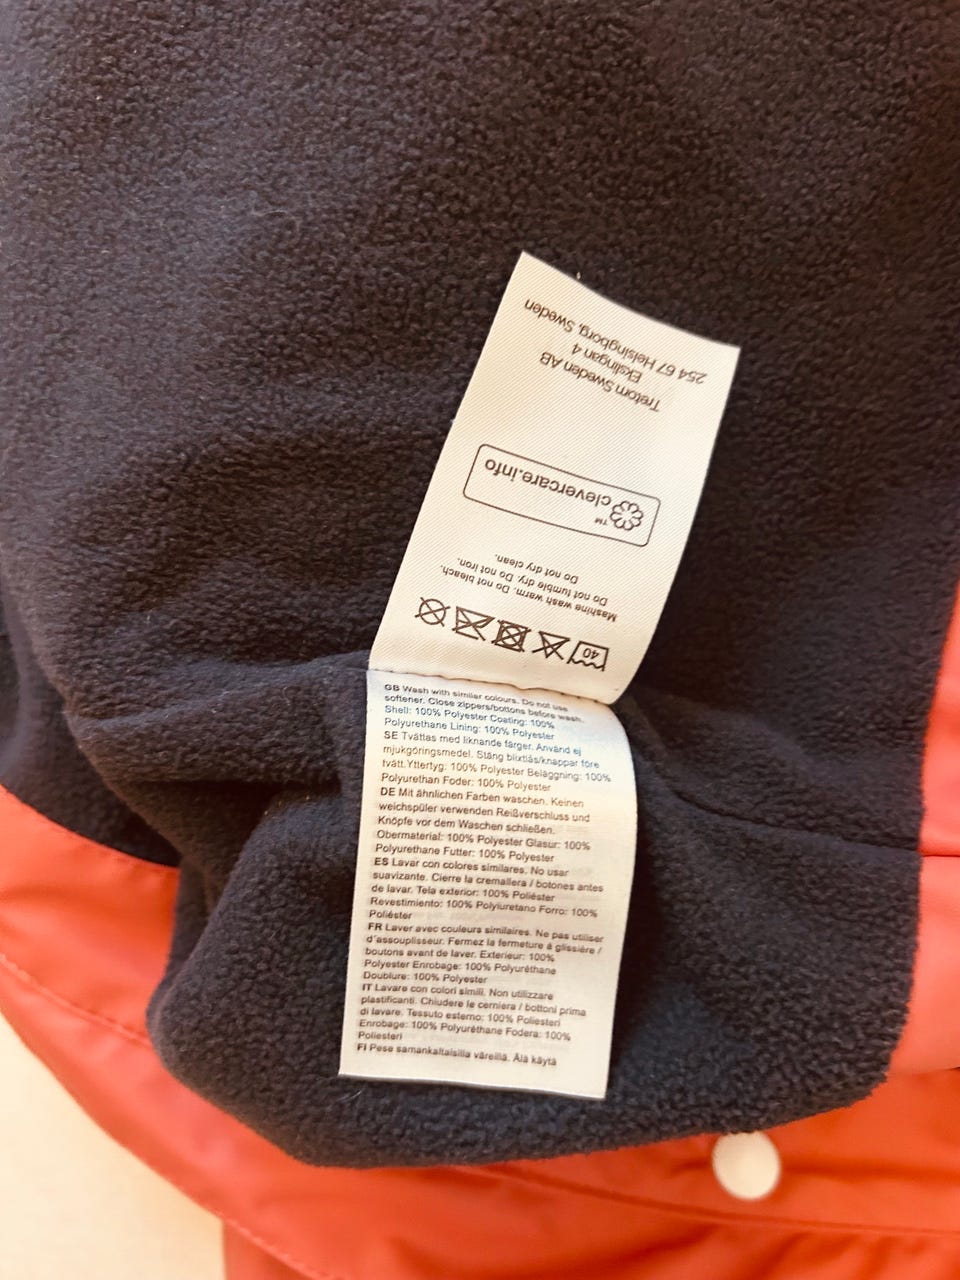 Tretorn Sweden AB
Ekslingan 4
254 67 Helsingborg, Sweden
clevercare.info
TM
40
Mashine wash warm. Do not bleach.
Do not tumble dry. Do not iron.
Do not dry clean.
GB Wash with similar colours. Do not use
softener. Close zippers/bottons before wash.
Shell: 100% Polyester Coating: 100%
Polyurethane Lining: 100% Polyester
SE Tvättas med liknande färger. Använd ej
mjukgöringsmedel. Stäng blixtlås/knappar före
tvätt.Yttertyg: 100% Polyester Beläggning: 100%
Polyurethan Foder: 100% Polyester
DE Mit ähnlichen Farben waschen. Keinen
weichspüler verwenden Reißverschluss und
Knöpfe vor dem Waschen schließen.
Obermaterial: 100% Polyester Glasur: 100%
Polyurethane Futter: 100% Polyester
ES Lavar con colores similares. No usar
suavizante. Cierre la cremallera / botones antes
de lavar. Tela exterior: 100% Poliéster
Revestimiento: 100% Polyiuretano Forro: 100%
Poliéster
FR Laver avec couleurs similaires. Ne pas utiliser
d'assouplisseur. Fermez la fermeture à glissière /
boutons avant de laver. Exterieur: 100%
Polyester Enrobage: 100% Polyuréthane
Doublure: 100% Polyester
IT Lavare con colori simili. Non utilizzare
plastificanti. Chiudere le cerniera / bottoni prima
di lavare. Tessuto esterno: 100% Poliesteri
Enrobage: 100% Polyuréthane Fodera: 100%
Poliesteri
FI Pese samankaltaisilla väreillä. Älä käytä